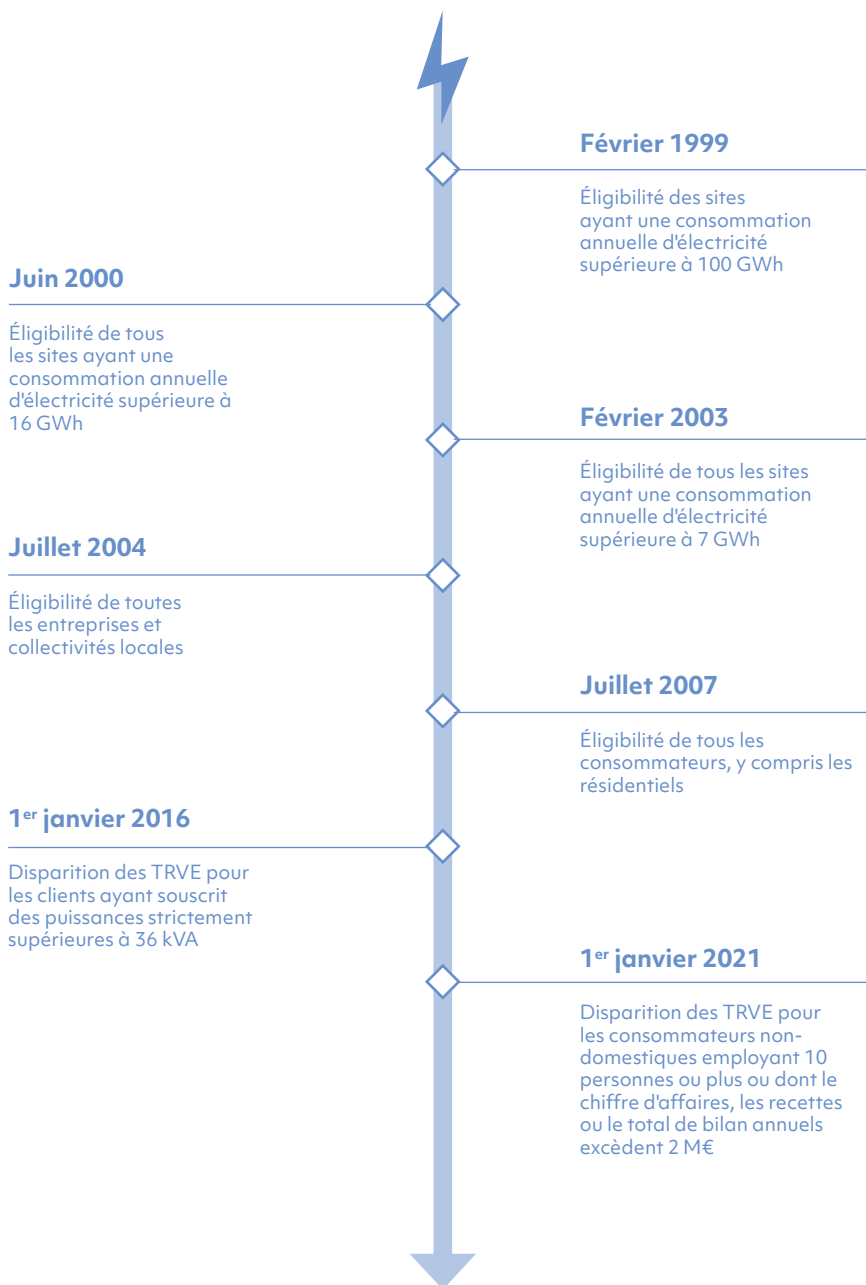 Février 1999
Éligibilité des sites
ayant une consommation
annuelle d'électricité
supérieure à 100 GWh
Juin 2000
Éligibilité de tous
les sites ayant une
consommation annuelle
d'électricité supérieure à
16 GWh
Février 2003
Éligibilité de tous les sites
ayant une consommation
annuelle d'électricité
supérieure à 7 GWh
Juillet 2004
Éligibilité de toutes
les entreprises et
collectivités locales
Juillet 2007
Éligibilité de tous les
consommateurs, y compris les
résidentiels
1er janvier 2016
Disparition des TRVE pour
les clients ayant souscrit
des puissances strictement
supérieures à 36 kVA
1er janvier 2021
Disparition des TRVE pour
les consommateurs non-
domestiques employant 10
personnes ou plus ou dont le
chiffre d'affaires, les recettes
ou le total de bilan annuels
excèdent 2 M€